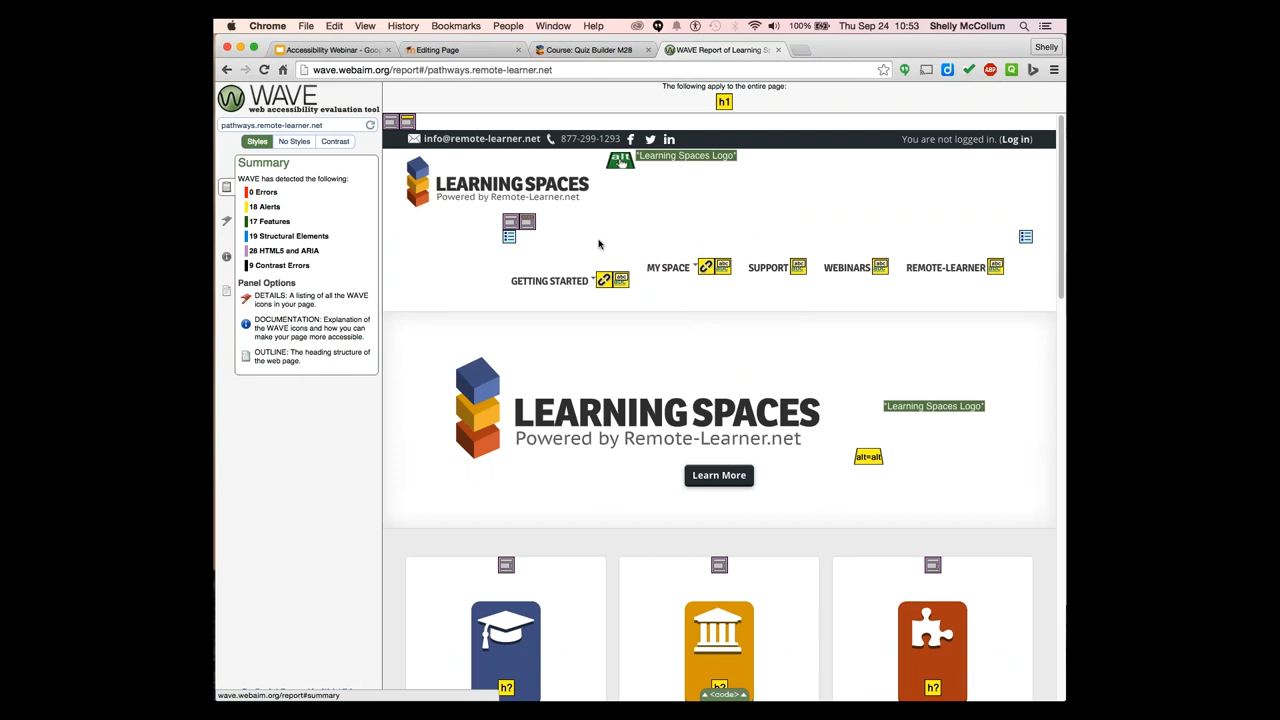 Chrome File Edit View History Bookmarks People Window Help 100% Thu Sep 24 10:53 Shelly McCollum
Accessibility Webinar - Goo
Editing Page
Course: Quiz Builder M28
WAVE Report of Learning Sp
Shelly
wave.webaim.org/report#/pathways.remote-learner.net
ABP
WAVE
web accessibility evaluation tool
The following apply to the entire page:
h1
pathways.remote-learner.net
Styles No Styles Contrast
Summary
WAVE has detected the following:
0 Errors
18 Alerts
17 Features
19 Structural Elements
28 HTML5 and ARIA
9 Contrast Errors
Panel Options
DETAILS: A listing of all the WAVE
icons in your page.
DOCUMENTATION: Explanation of
the WAVE icons and how you can
make your page more accessible.
OUTLINE: The heading structure of
the web page.
info@remote-learner.net 877-299-1293
You are not logged in. (Log in)
alt "Learning Spaces Logo"
LEARNING SPACES
Powered by Remote-Learner.net
GETTING STARTED
MY SPACE
SUPPORT
WEBINARS
REMOTE-LEARNER
LEARNING SPACES
Powered by Remote-Learner.net
"Learning Spaces Logo"
alt=alt
Learn More
h?
h?
h?
<code>
wave.webaim.org/report#summary